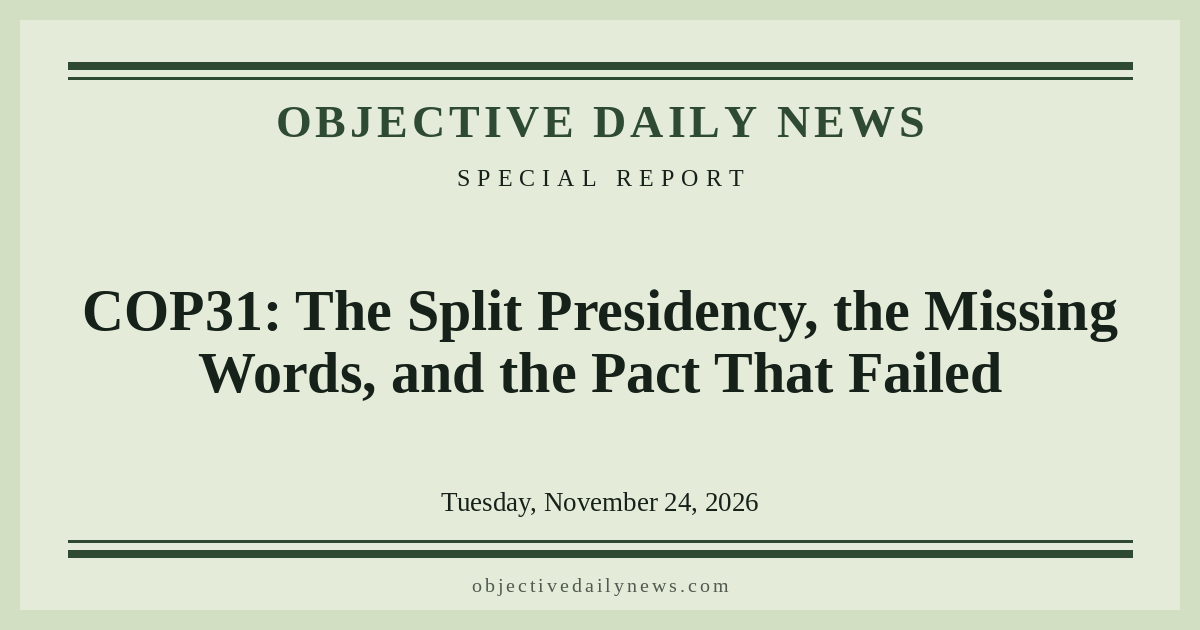 OBJECTIVE DAILY NEWS
SPECIAL REPORT
COP31: The Split Presidency, the Missing
Words, and the Pact That Failed
Tuesday, November 24, 2026
objectivedailynews.com